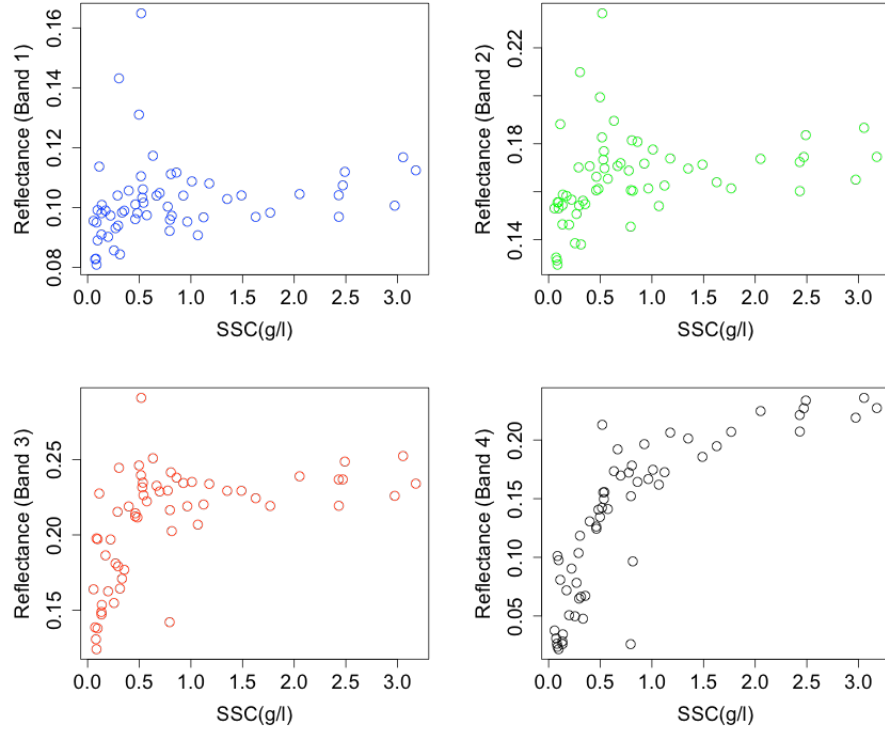 Reflectance (Band 1)
0.08 0.10 0.12 0.14 0.16
0.0 0.5 1.0 1.5 2.0 2.5 3.0
SSC(g/l)
Reflectance (Band 2)
0.14 0.18 0.22
0.0 0.5 1.0 1.5 2.0 2.5 3.0
SSC(g/l)
Reflectance (Band 3)
0.15 0.20 0.25
0.0 0.5 1.0 1.5 2.0 2.5 3.0
SSC(g/l)
Reflectance (Band 4)
0.05 0.10 0.15 0.20
0.0 0.5 1.0 1.5 2.0 2.5 3.0
SSC(g/l)